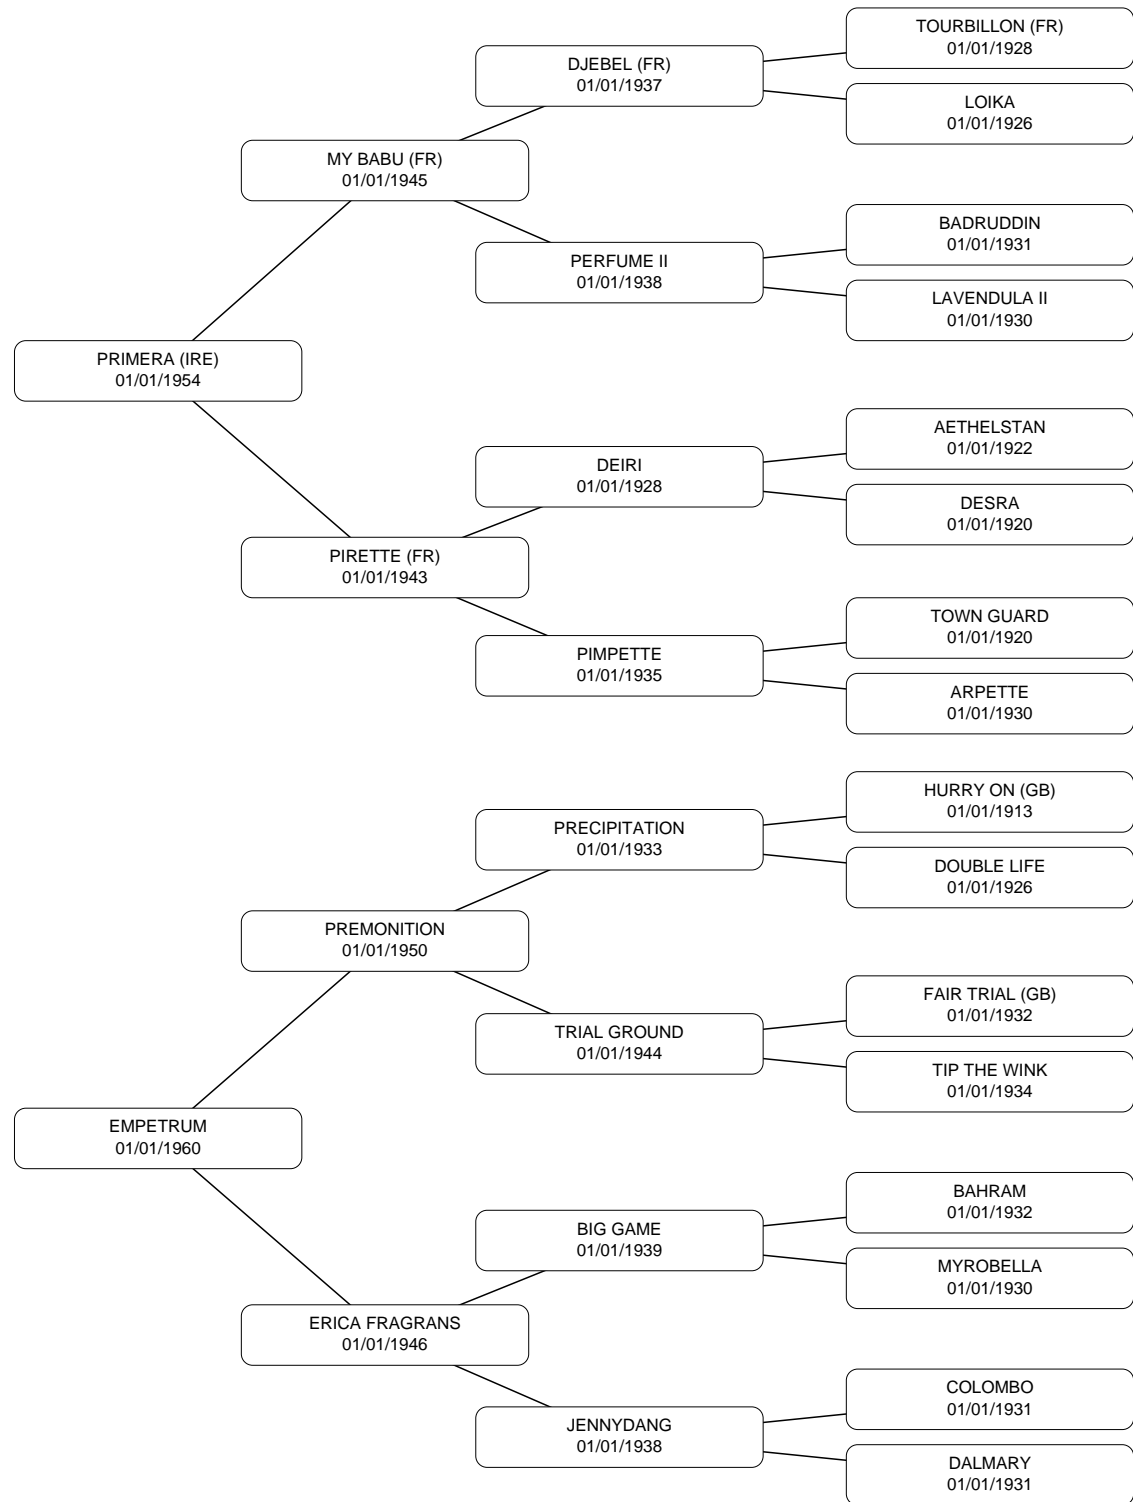 TOURBILLON (FR)
01/01/1928
DJEBEL (FR)
01/01/1937
LOIKA
01/01/1926
MY BABU (FR)
01/01/1945
BADRUDDIN
01/01/1931
PERFUME II
01/01/1938
LAVENDULA II
01/01/1930
PRIMERA (IRE)
01/01/1954
AETHELSTAN
01/01/1922
DEIRI
01/01/1928
DESRA
01/01/1920
PIRETTE (FR)
01/01/1943
TOWN GUARD
01/01/1920
PIMPETTE
01/01/1935
ARPETTE
01/01/1930
HURRY ON (GB)
01/01/1913
PRECIPITATION
01/01/1933
DOUBLE LIFE
01/01/1926
PREMONITION
01/01/1950
FAIR TRIAL (GB)
01/01/1932
TRIAL GROUND
01/01/1944
TIP THE WINK
01/01/1934
EMPETRUM
01/01/1960
BAHRAM
01/01/1932
BIG GAME
01/01/1939
MYROBELLA
01/01/1930
ERICA FRAGRANS
01/01/1946
COLOMBO
01/01/1931
JENNYDANG
01/01/1938
DALMARY
01/01/1931